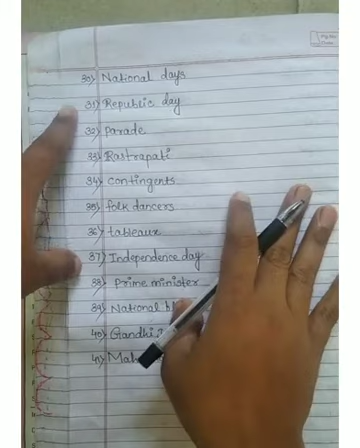 30) National days
31) Republic day
32) Parade
33) Rastrapati
34) Contingents
35) folk dancers
36) tableaux
37) Independence day
38) Prime minister
39) National
40) Gandhi
41)